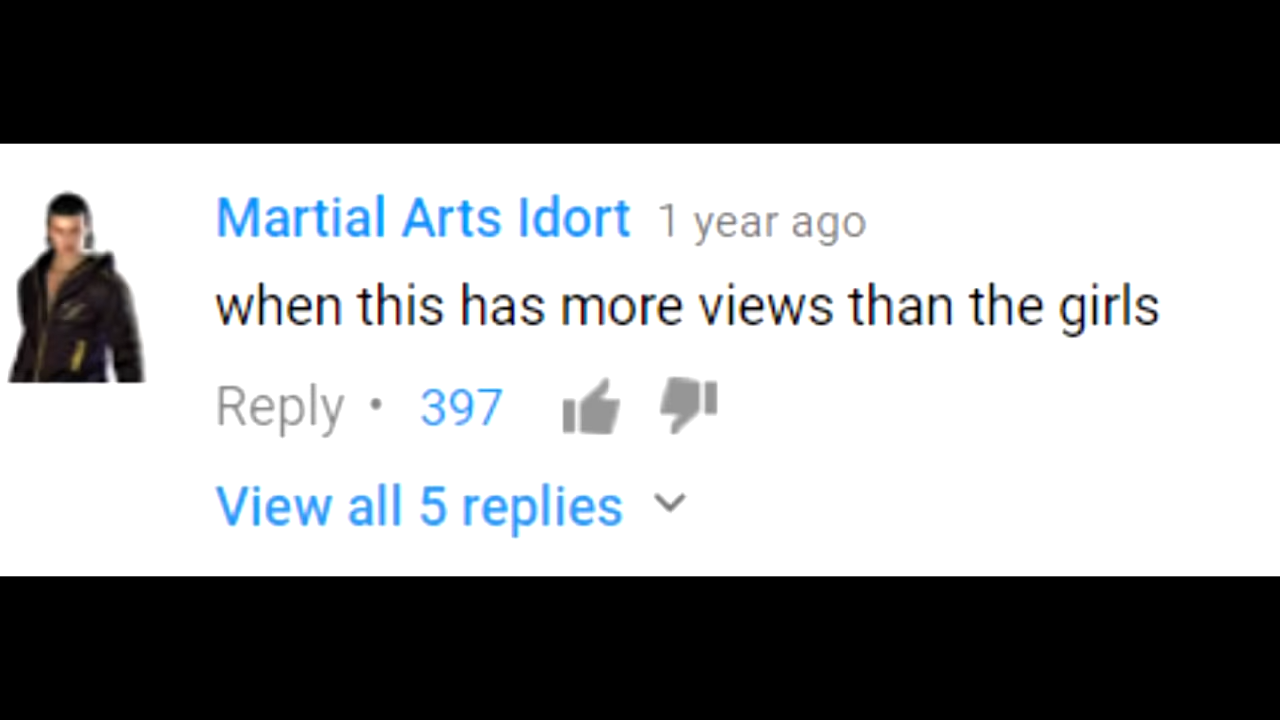 Martial Arts Idort 1 year ago
when this has more views than the girls
Reply • 397
View all 5 replies